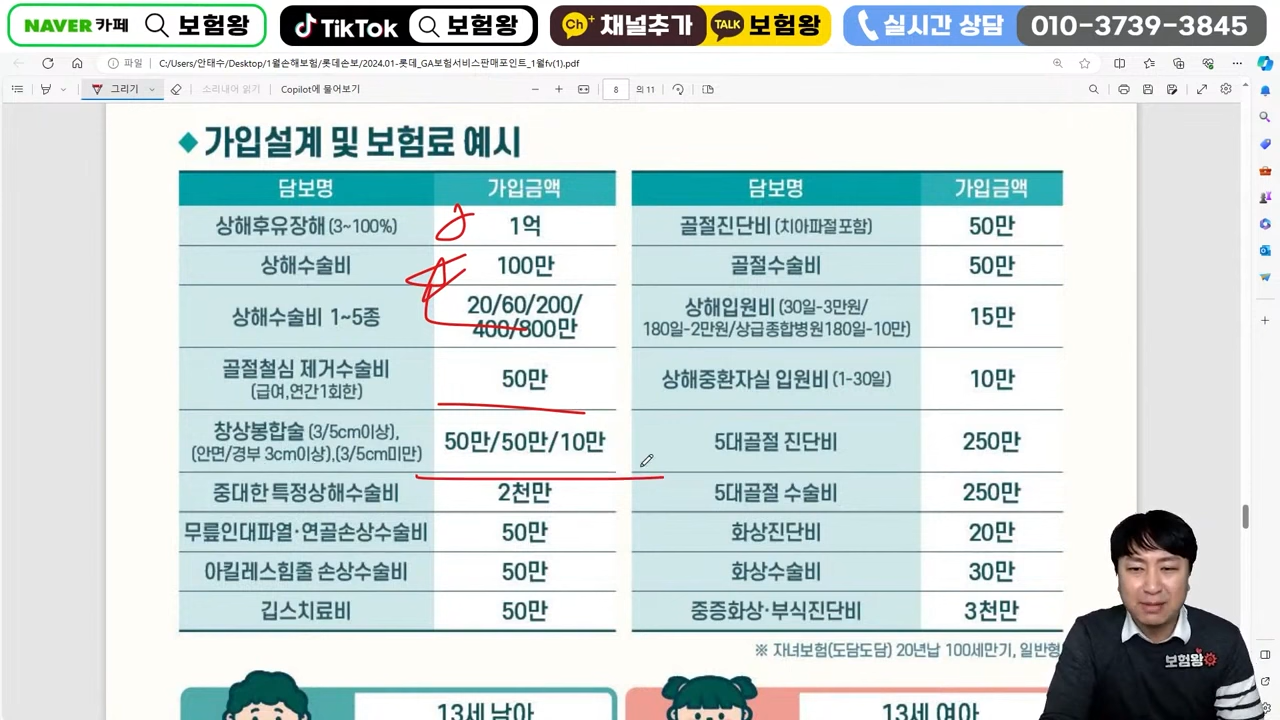 NAVER 카페 보험왕
TikTok 보험왕
Ch+ 채널추가 TALK 보험왕
실시간 상담 010-3739-3845
파일 C:/Users/안태수/Desktop/1월손해보험/롯데손보/2024.01-롯데_GA보험서비스판매포인트_1월fv(1).pdf
그리기 소리내어 읽기 Copilot에 물어보기 8 의 11
가입설계 및 보험료 예시
담보명 가입금액
상해후유장해 (3~100%) 1억
상해수술비 100만
상해수술비 1~5종 20/60/200/
400/800만
골절철심 제거수술비 50만
(급여,연간1회한)
창상봉합술 (3/5cm이상), 50만/50만/10만
(안면/경부 3cm이상),(3/5cm미만)
중대한 특정상해수술비 2천만
무릎인대파열·연골손상수술비 50만
아킬레스힘줄 손상수술비 50만
깁스치료비 50만
담보명 가입금액
골절진단비 (치아파절포함) 50만
골절수술비 50만
상해입원비 (30일-3만원/ 15만
180일-2만원/상급종합병원180일-10만)
상해중환자실 입원비 (1-30일) 10만
5대골절 진단비 250만
5대골절 수술비 250만
화상진단비 20만
화상수술비 30만
중증화상·부식진단비 3천만
※ 자녀보험(도담도담) 20년납 100세만기, 일반형
13세 남아
13세 여아
보험왕